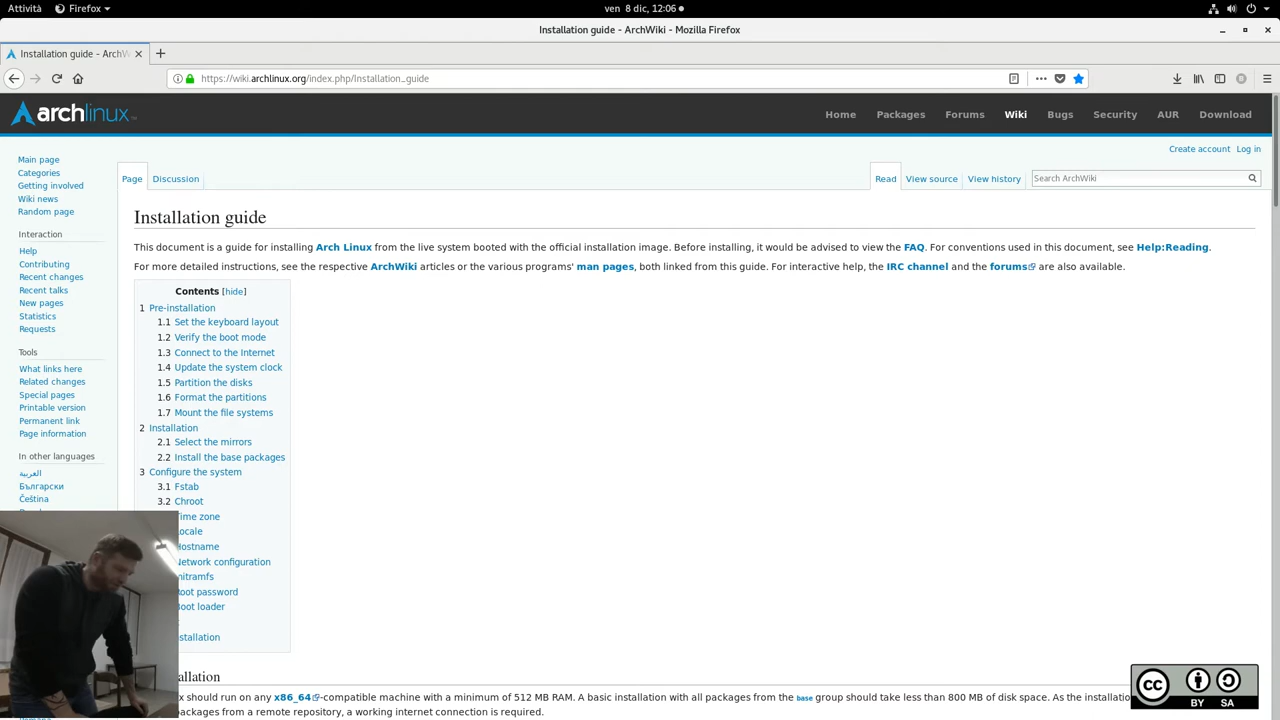 Attività
Firefox
ven 8 dic, 12:06
Installation guide - ArchWiki - Mozilla Firefox
Installation guide - ArchW
https://wiki.archlinux.org/index.php/Installation_guide
archlinux
Home Packages Forums Wiki Bugs Security AUR Download
Create account Log in
Main page
Categories
Getting involved
Wiki news
Random page
Interaction
Help
Contributing
Recent changes
Recent talks
New pages
Statistics
Requests
Tools
What links here
Related changes
Special pages
Printable version
Permanent link
Page information
In other languages
العربية
Български
Čeština
Page Discussion
Read View source View history Search ArchWiki
Installation guide
This document is a guide for installing Arch Linux from the live system booted with the official installation image. Before installing, it would be advised to view the FAQ. For conventions used in this document, see Help:Reading.
For more detailed instructions, see the respective ArchWiki articles or the various programs' man pages, both linked from this guide. For interactive help, the IRC channel and the forums are also available.
Contents [hide]
1 Pre-installation
1.1 Set the keyboard layout
1.2 Verify the boot mode
1.3 Connect to the Internet
1.4 Update the system clock
1.5 Partition the disks
1.6 Format the partitions
1.7 Mount the file systems
2 Installation
2.1 Select the mirrors
2.2 Install the base packages
3 Configure the system
3.1 Fstab
3.2 Chroot
Time zone
Locale
Hostname
Network configuration
Initramfs
Root password
Boot loader
stallation
allation
x should run on any x86_64-compatible machine with a minimum of 512 MB RAM. A basic installation with all packages from the base group should take less than 800 MB of disk space. As the installatio
packages from a remote repository, a working internet connection is required.
CC BY SA